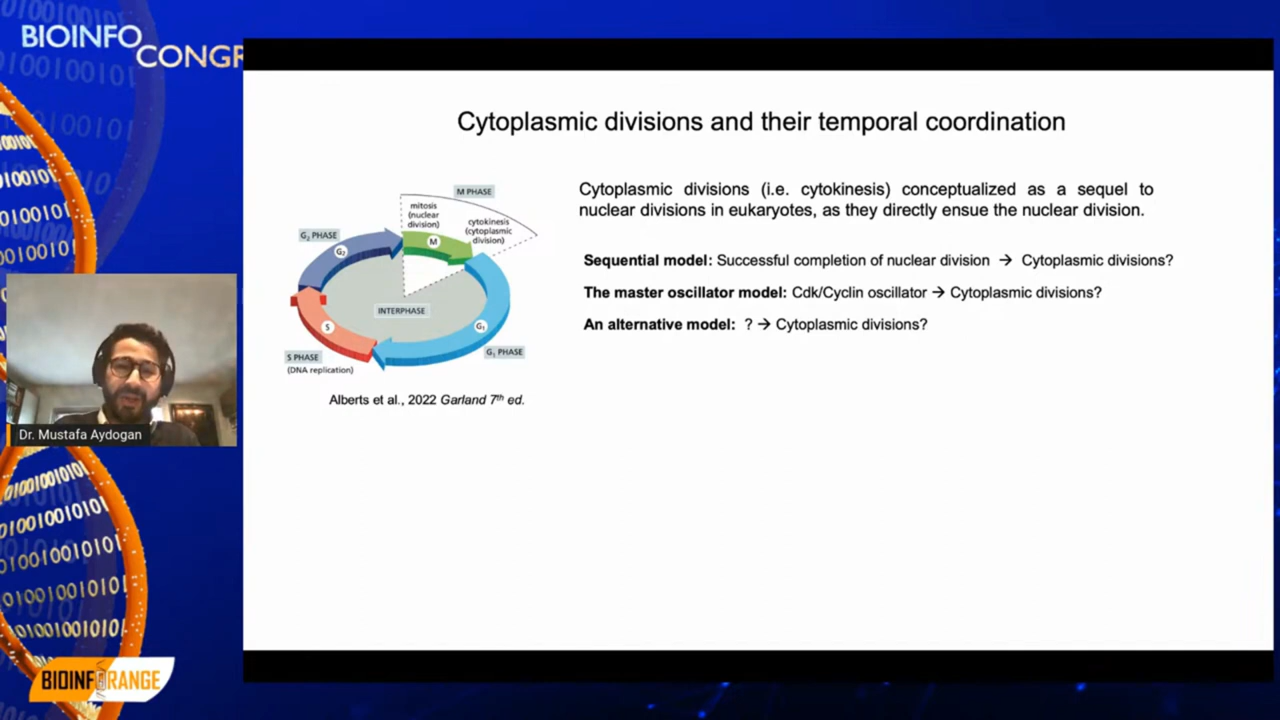 BIOINFO
CONGR
Cytoplasmic divisions and their temporal coordination
M PHASE
mitosis
(nuclear
division)
cytokinesis
(cytoplasmic
division)
M
G₂ PHASE
G₂
INTERPHASE
S
S PHASE
(DNA replication)
G₁
G₁ PHASE
Alberts et al., 2022 Garland 7th ed.
Cytoplasmic divisions (i.e. cytokinesis) conceptualized as a sequel to
nuclear divisions in eukaryotes, as they directly ensue the nuclear division.
Sequential model: Successful completion of nuclear division → Cytoplasmic divisions?
The master oscillator model: Cdk/Cyclin oscillator → Cytoplasmic divisions?
An alternative model: ? → Cytoplasmic divisions?
Dr. Mustafa Aydogan
BIOINFORANGE